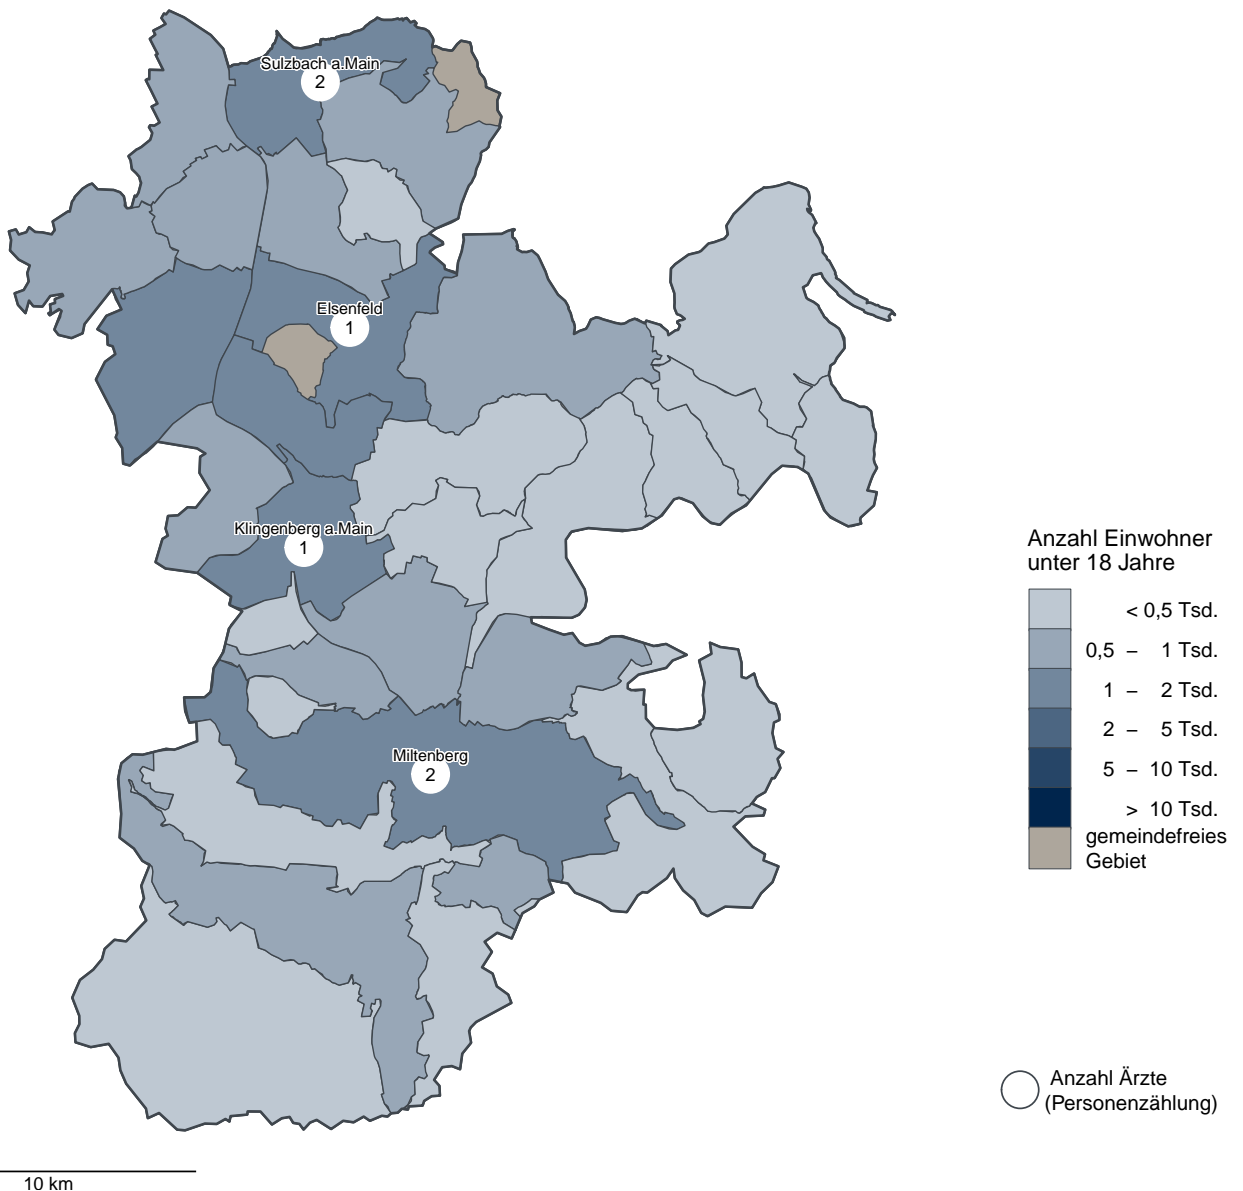 Sulzbach a.Main
2
Elsenfeld
1
Klingenberg a.Main
1
Miltenberg
2
Anzahl Einwohner
unter 18 Jahre
< 0,5 Tsd.
0,5 – 1 Tsd.
1 – 2 Tsd.
2 – 5 Tsd.
5 – 10 Tsd.
> 10 Tsd.
gemeindefreies
Gebiet
Anzahl Ärzte
(Personenzählung)
10 km